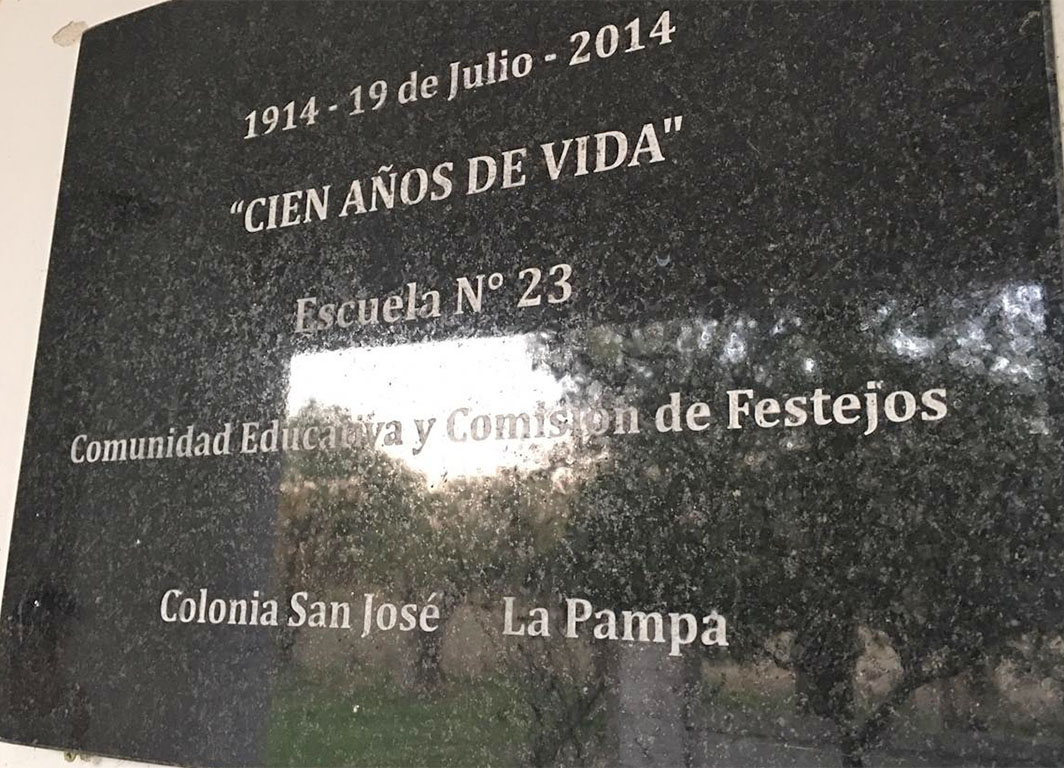 1914 - 19 de Julio - 2014
“CIEN AÑOS DE VIDA"
Escuela N° 23
Comunidad Educativa y Comisión de Festejos
Colonia San José La Pampa